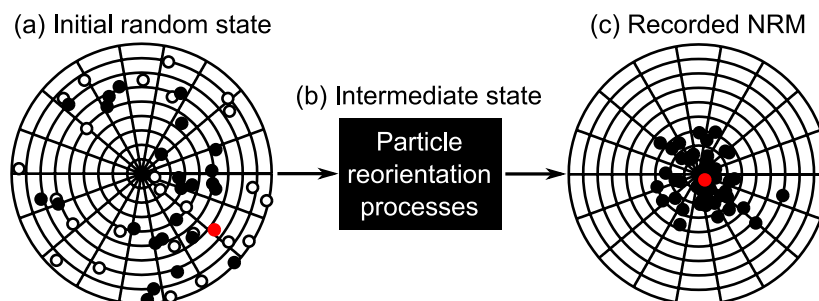 (a) Initial random state
(c) Recorded NRM
(b) Intermediate state
Particle
reorientation
processes